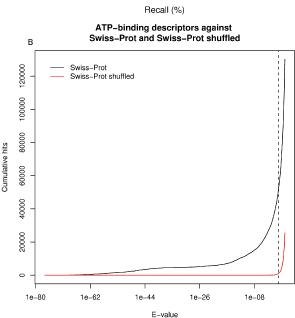 Recall (%)
ATP−binding descriptors against
Swiss−Prot and Swiss−Prot shuffled
B
Swiss−Prot
Swiss−Prot shuffled
Cumulative hits
120000
100000
80000
60000
40000
20000
0
1e−80
1e−62
1e−44
1e−26
1e−08
E−value